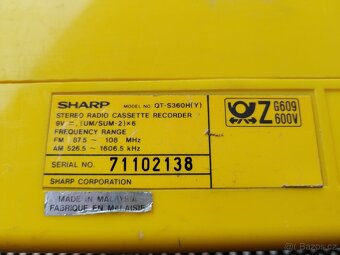 SHARP MODEL NO. QT-S360H(Y)
STEREO RADIO CASSETTE RECORDER
9V ⎓ (UM/SUM-2)×6
FREQUENCY RANGE
FM 87.5 ~ 108 MHz
AM 526.5 ~ 1606.5 kHz
SERIAL NO. 71102138
SHARP CORPORATION
Z G609
600V
MADE IN MALAYSIA
FABRIQUE EN MALAISIE